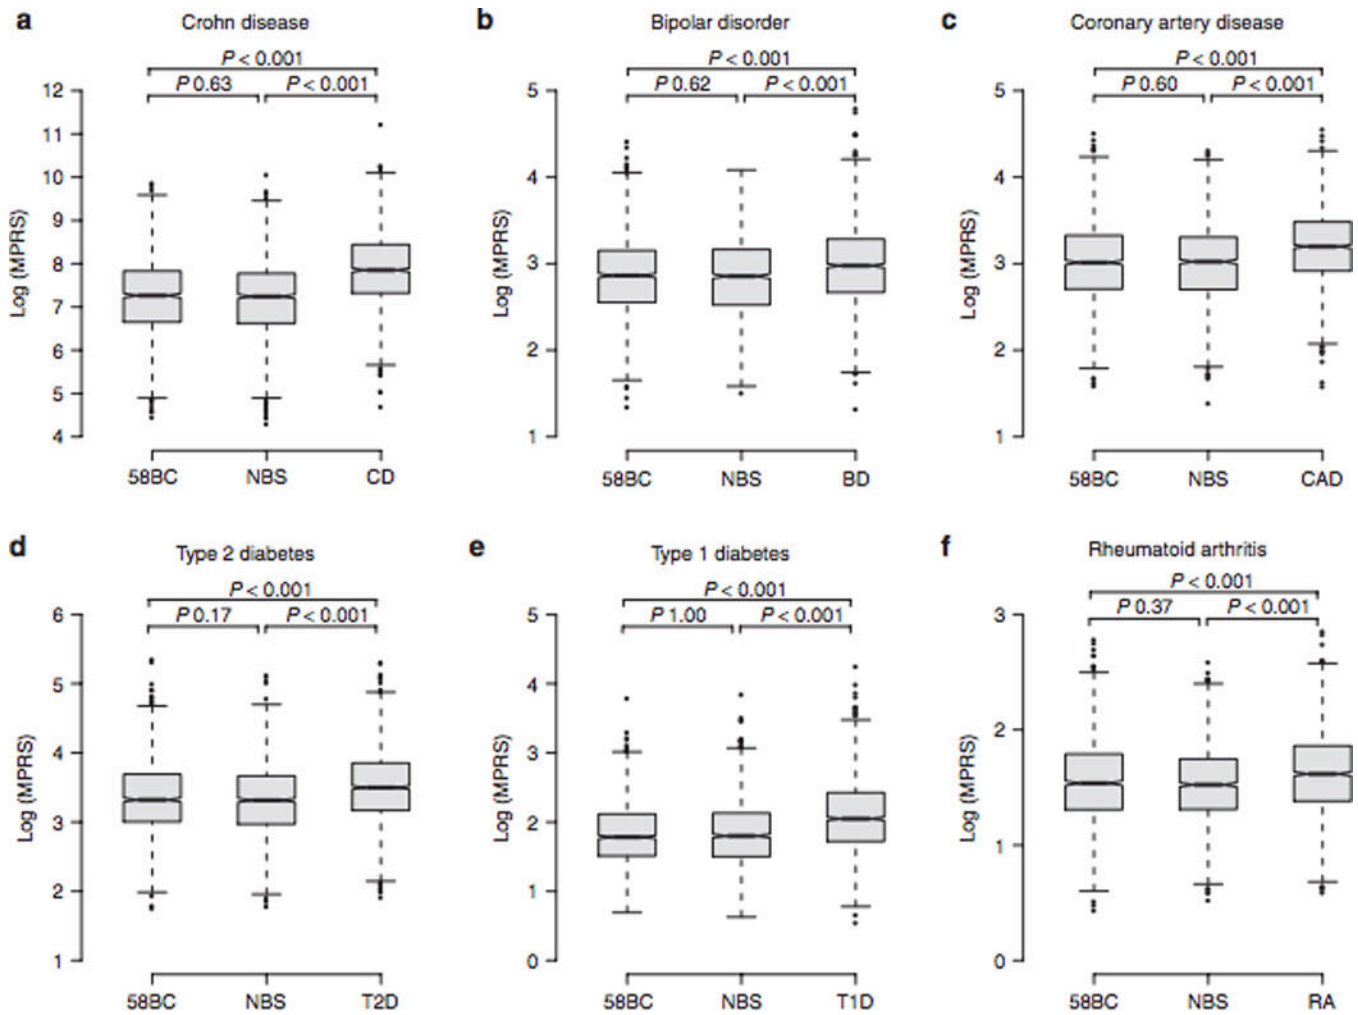 a Crohn disease
P < 0.001
P 0.63 P < 0.001
12
11
10
9
8
7
6
5
4
Log (MPRS)
58BC NBS CD
b Bipolar disorder
P < 0.001
P 0.62 P < 0.001
5
4
3
2
1
Log (MPRS)
58BC NBS BD
c Coronary artery disease
P < 0.001
P 0.60 P < 0.001
5
4
3
2
1
Log (MPRS)
58BC NBS CAD
d Type 2 diabetes
P < 0.001
P 0.17 P < 0.001
6
5
4
3
2
1
Log (MPRS)
58BC NBS T2D
e Type 1 diabetes
P < 0.001
P 1.00 P < 0.001
5
4
3
2
1
0
Log (MPRS)
58BC NBS T1D
f Rheumatoid arthritis
P < 0.001
P 0.37 P < 0.001
3
2
1
0
Log (MPRS)
58BC NBS RA